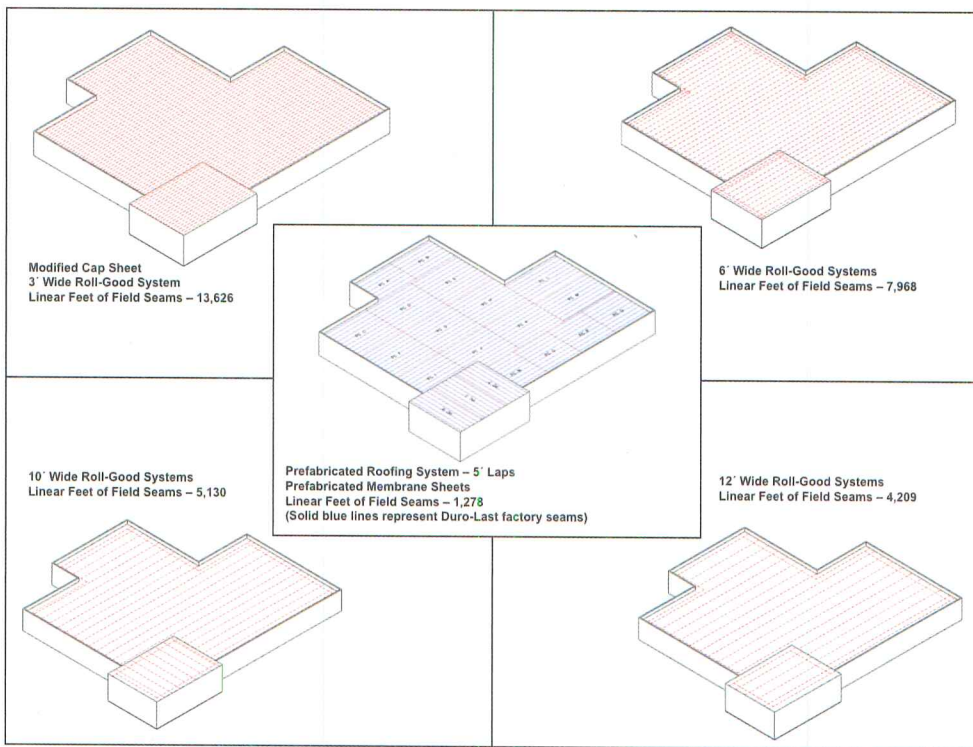 Modified Cap Sheet
3´ Wide Roll-Good System
Linear Feet of Field Seams – 13,626
6´ Wide Roll-Good Systems
Linear Feet of Field Seams – 7,968
Prefabricated Roofing System – 5´ Laps
Prefabricated Membrane Sheets
Linear Feet of Field Seams – 1,278
(Solid blue lines represent Duro-Last factory seams)
10´ Wide Roll-Good Systems
Linear Feet of Field Seams – 5,130
12´ Wide Roll-Good Systems
Linear Feet of Field Seams – 4,209